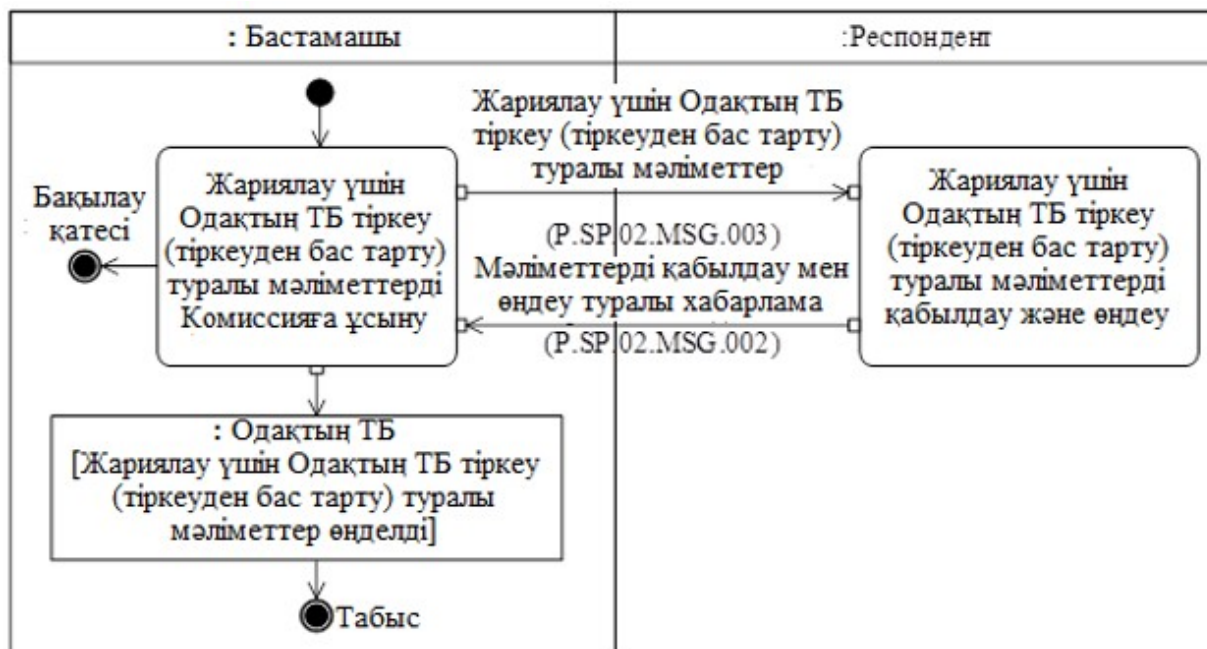 : Бастамашы
:Респондент
Жариялау үшін Одақтың ТБ
тіркеу (тіркеуден бас тарту)
туралы мәліметтер
(P.SP.02.MSG.003)
Мәліметтерді қабылдау мен
өңдеу туралы хабарлама
(P.SP.02.MSG.002)
Жариялау үшін
Одақтың ТБ тіркеу
(тіркеуден бас тарту)
туралы мәліметтерді
Комиссияға ұсыну
Бақылау
қатесі
Жариялау үшін
Одақтың ТБ тіркеу
(тіркеуден бас тарту)
туралы мәліметтерді
қабылдау және өңдеу
: Одақтың ТБ
[Жариялау үшін Одақтың ТБ тіркеу
(тіркеуден бас тарту) туралы
мәліметтер өңделді]
Табыс